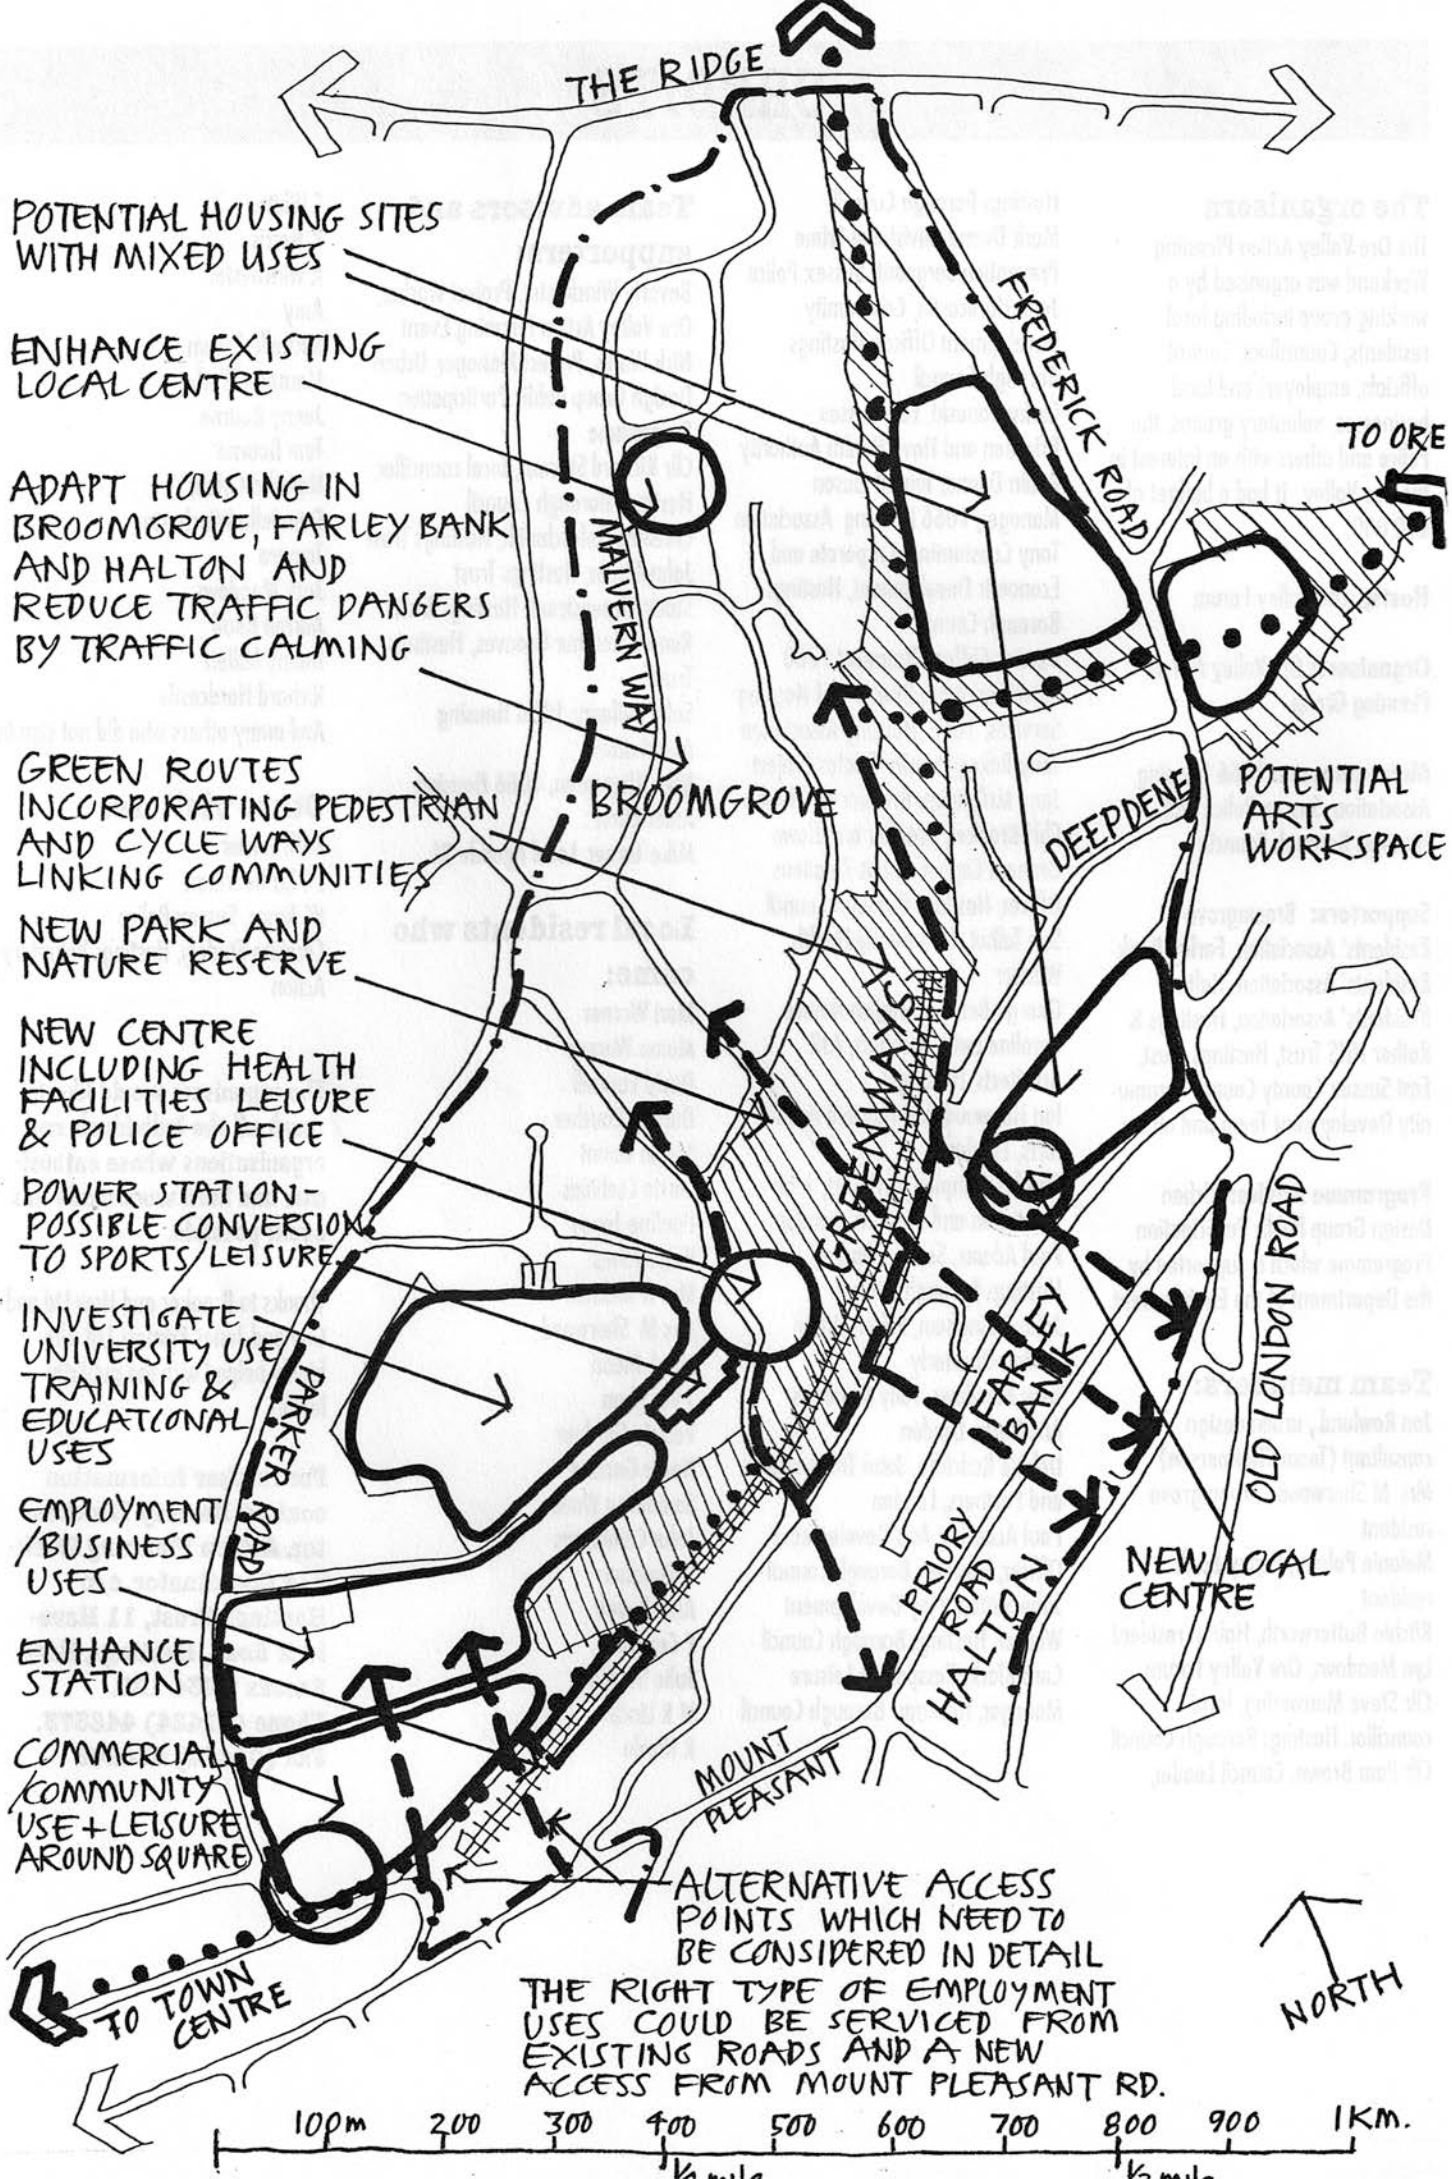 THE RIDGE
POTENTIAL HOUSING SITES
WITH MIXED USES
ENHANCE EXISTING
LOCAL CENTRE
ADAPT HOUSING IN
BROOMGROVE, FARLEY BANK
AND HALTON AND
REDUCE TRAFFIC DANGERS
BY TRAFFIC CALMING
GREEN ROUTES
INCORPORATING PEDESTRIAN
AND CYCLE WAYS
LINKING COMMUNITIES
NEW PARK AND
NATURE RESERVE
NEW CENTRE
INCLUDING HEALTH
FACILITIES, LEISURE
& POLICE OFFICE
POWER STATION-
POSSIBLE CONVERSION
TO SPORTS/LEISURE
INVESTIGATE
UNIVERSITY USE
TRAINING &
EDUCATIONAL
USES
EMPLOYMENT
/BUSINESS
USES
ENHANCE
STATION
COMMERCIAL
/COMMUNITY
USE + LEISURE
AROUND SQUARE
FREDERICK ROAD
TO ORE
MALVERN WAY
BROOMGROVE
DEEPDENE
POTENTIAL
ARTS
WORKSPACE
GREENWAYS
FARLEY
BANK
OLD LONDON ROAD
PARKER ROAD
PRIORY
ROAD
HALTON
NEW LOCAL
CENTRE
MOUNT
PLEASANT
TO TOWN
CENTRE
ALTERNATIVE ACCESS
POINTS WHICH NEED TO
BE CONSIDERED IN DETAIL
THE RIGHT TYPE OF EMPLOYMENT
USES COULD BE SERVICED FROM
EXISTING ROADS AND A NEW
ACCESS FROM MOUNT PLEASANT RD.
NORTH
100m 200 300 400 500 600 700 800 900 1KM.
1/4 mile 1/2 mile